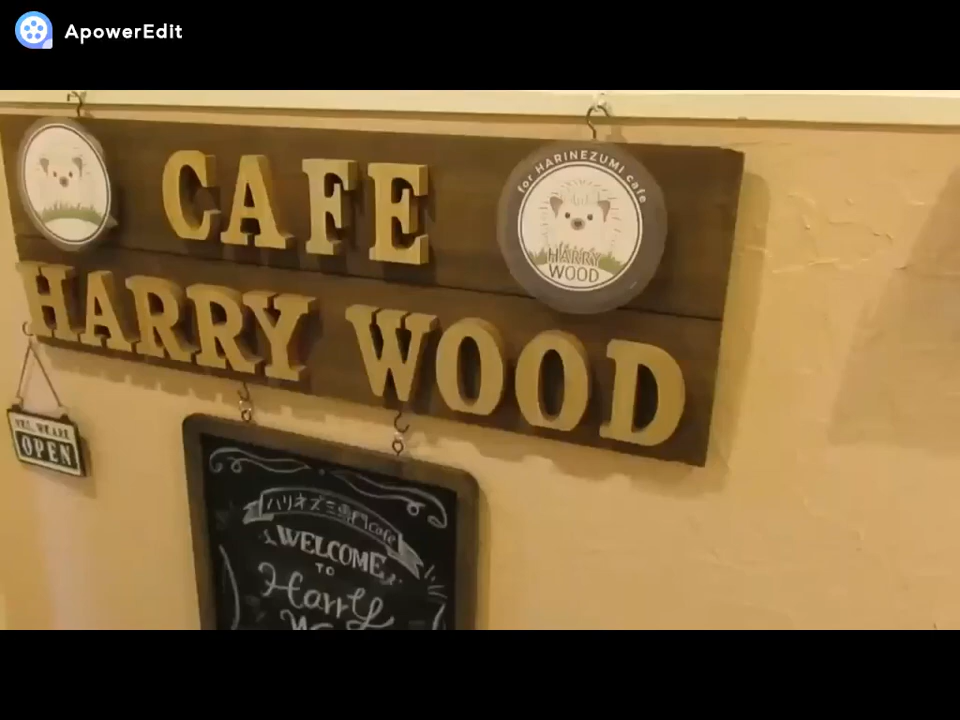 ApowerEdit
CAFE
for HARINEZUMI cafe
HARRY
WOOD
HARRY WOOD
YES, WE ARE
OPEN
ハリネズミ専門cafe
WELCOME
TO
Harry